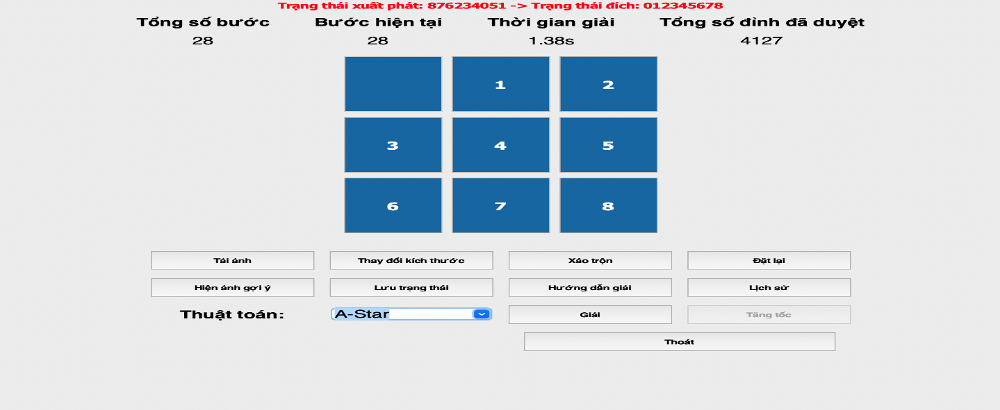 Trạng thái xuất phát: 876234051 -> Trạng thái đích: 012345678
Tổng số bước Bước hiện tại Thời gian giải Tổng số đỉnh đã duyệt
28 28 1.38s 4127
1 2
3 4 5
6 7 8
Tải ảnh Thay đổi kích thước Xáo trộn Đặt lại
Hiện ảnh gợi ý Lưu trạng thái Hướng dẫn giải Lịch sử
Thuật toán: A-Star Giải Tăng tốc
Thoát